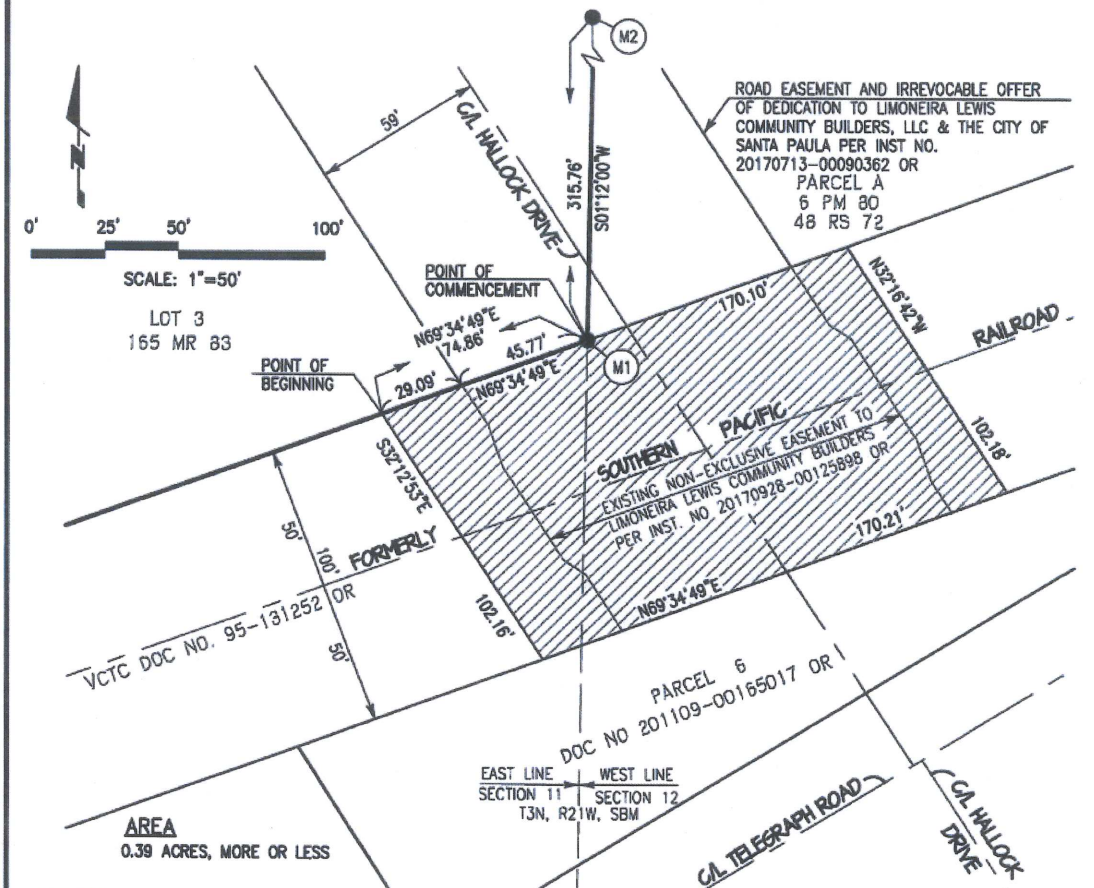 M2
ROAD EASEMENT AND IRREVOCABLE OFFER
OF DEDICATION TO LIMONEIRA LEWIS
COMMUNITY BUILDERS, LLC & THE CITY OF
SANTA PAULA PER INST NO.
20170713-00090362 OR
PARCEL A
6 PM 80
48 RS 72
59'
C/L HALLOCK DRIVE
315.76'
S01°12'00"W
N
0' 25' 50' 100'
SCALE: 1"=50'
LOT 3
165 MR 83
POINT OF
COMMENCEMENT
N69°34'49"E
74.86'
45.77'
29.09'
N69°34'49"E
POINT OF
BEGINNING
M1
170.10'
N32°16'42"W
102.18'
RAILROAD
PACIFIC
SOUTHERN
FORMERLY
EXISTING NON-EXCLUSIVE EASEMENT TO
LIMONEIRA LEWIS COMMUNITY BUILDERS
PER INST. NO 20170928-00125898 OR
S32°12'53"E
102.16'
170.21'
N69°34'49"E
50'
100'
50'
VCTC DOC NO. 95-131252 OR
PARCEL 6
DOC NO 201109-00165017 OR
EAST LINE
SECTION 11
WEST LINE
SECTION 12
T3N, R21W, SBM
AREA
0.39 ACRES, MORE OR LESS
C/L TELEGRAPH ROAD
C/L HALLOCK
DRIVE